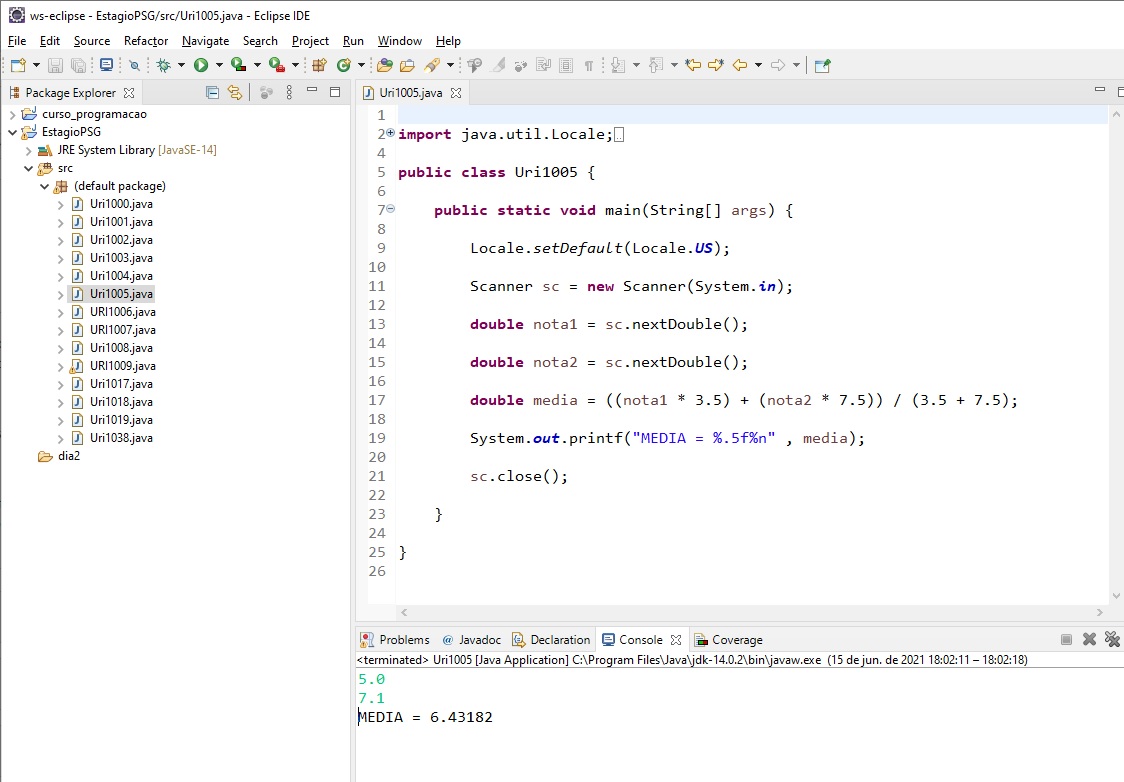 ws-eclipse - EstagioPSG/src/Uri1005.java - Eclipse IDE
File Edit Source Refactor Navigate Search Project Run Window Help
Package Explorer
curso_programacao
EstagioPSG
JRE System Library [JavaSE-14]
src
(default package)
Uri1000.java
Uri1001.java
Uri1002.java
Uri1003.java
Uri1004.java
Uri1005.java
URI1006.java
URI1007.java
Uri1008.java
URI1009.java
Uri1017.java
Uri1018.java
Uri1019.java
Uri1038.java
dia2
Uri1005.java
1
2 import java.util.Locale;
4
5 public class Uri1005 {
6
7 public static void main(String[] args) {
8
9 Locale.setDefault(Locale.US);
10
11 Scanner sc = new Scanner(System.in);
12
13 double nota1 = sc.nextDouble();
14
15 double nota2 = sc.nextDouble();
16
17 double media = ((nota1 * 3.5) + (nota2 * 7.5)) / (3.5 + 7.5);
18
19 System.out.printf("MEDIA = %.5f%n" , media);
20
21 sc.close();
22
23 }
24
25 }
26
Problems Javadoc Declaration Console Coverage
<terminated> Uri1005 [Java Application] C:\Program Files\Java\jdk-14.0.2\bin\javaw.exe (15 de jun. de 2021 18:02:11 – 18:02:18)
5.0
7.1
MEDIA = 6.43182